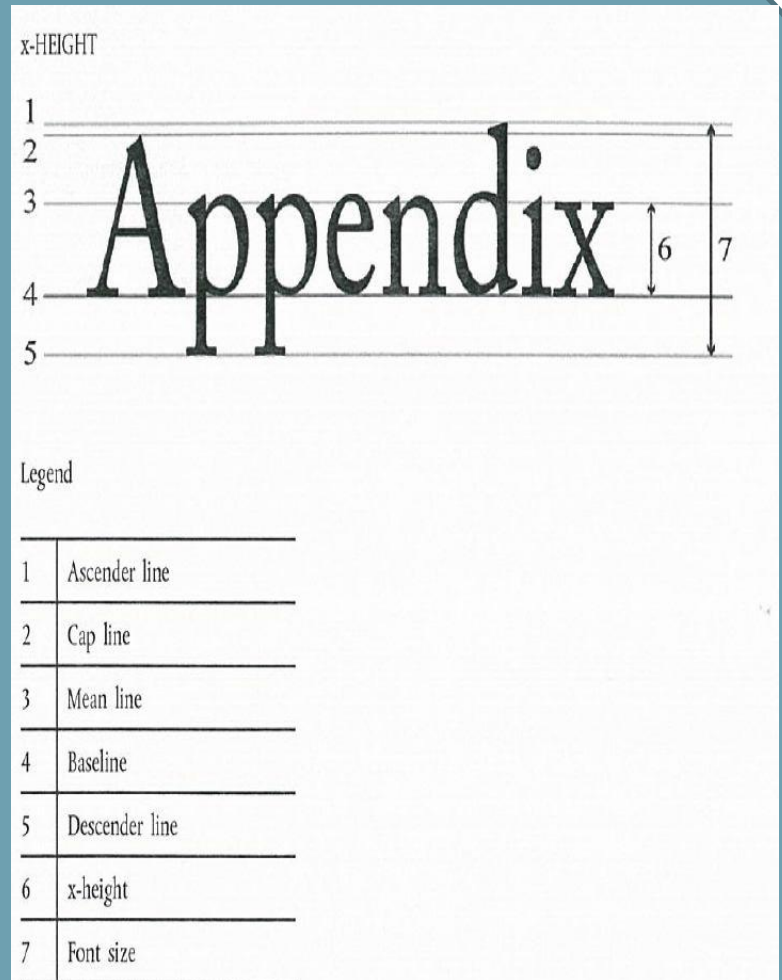 x-HEIGHT
1
2
3
4
5
Appendix
6
7
Legend
1 Ascender line
2 Cap line
3 Mean line
4 Baseline
5 Descender line
6 x-height
7 Font size